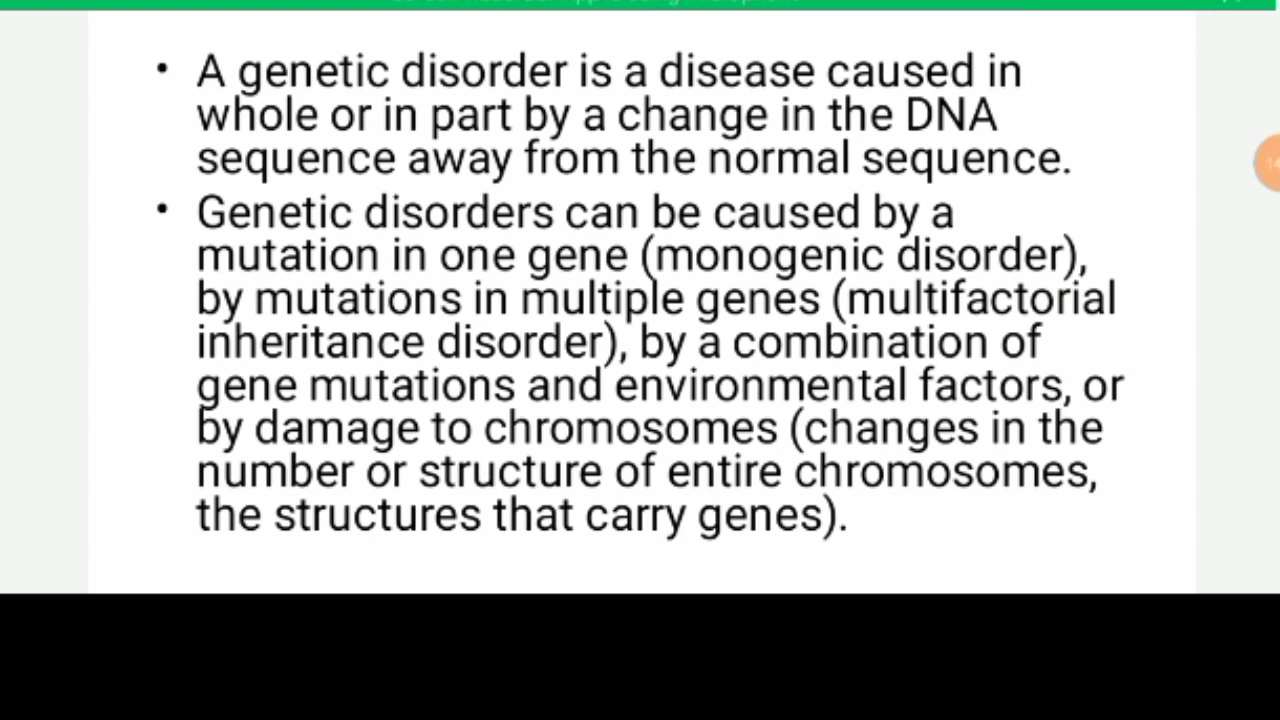 • A genetic disorder is a disease caused in
whole or in part by a change in the DNA
sequence away from the normal sequence.
• Genetic disorders can be caused by a
mutation in one gene (monogenic disorder),
by mutations in multiple genes (multifactorial
inheritance disorder), by a combination of
gene mutations and environmental factors, or
by damage to chromosomes (changes in the
number or structure of entire chromosomes,
the structures that carry genes).
14